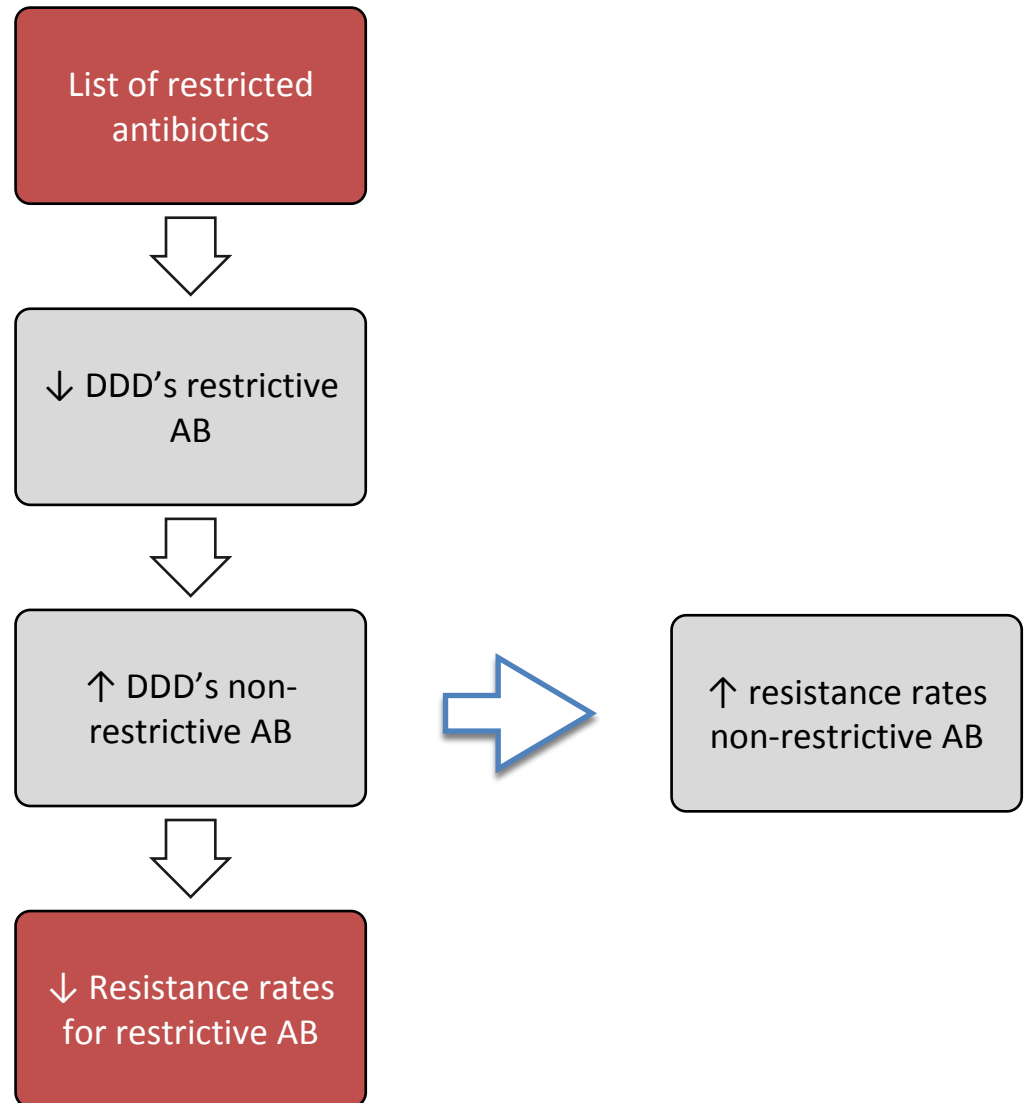 List of restricted
antibiotics
↓ DDD’s restrictive
AB
↑ DDD’s non-
restrictive AB
↑ resistance rates
non-restrictive AB
↓ Resistance rates
for restrictive AB